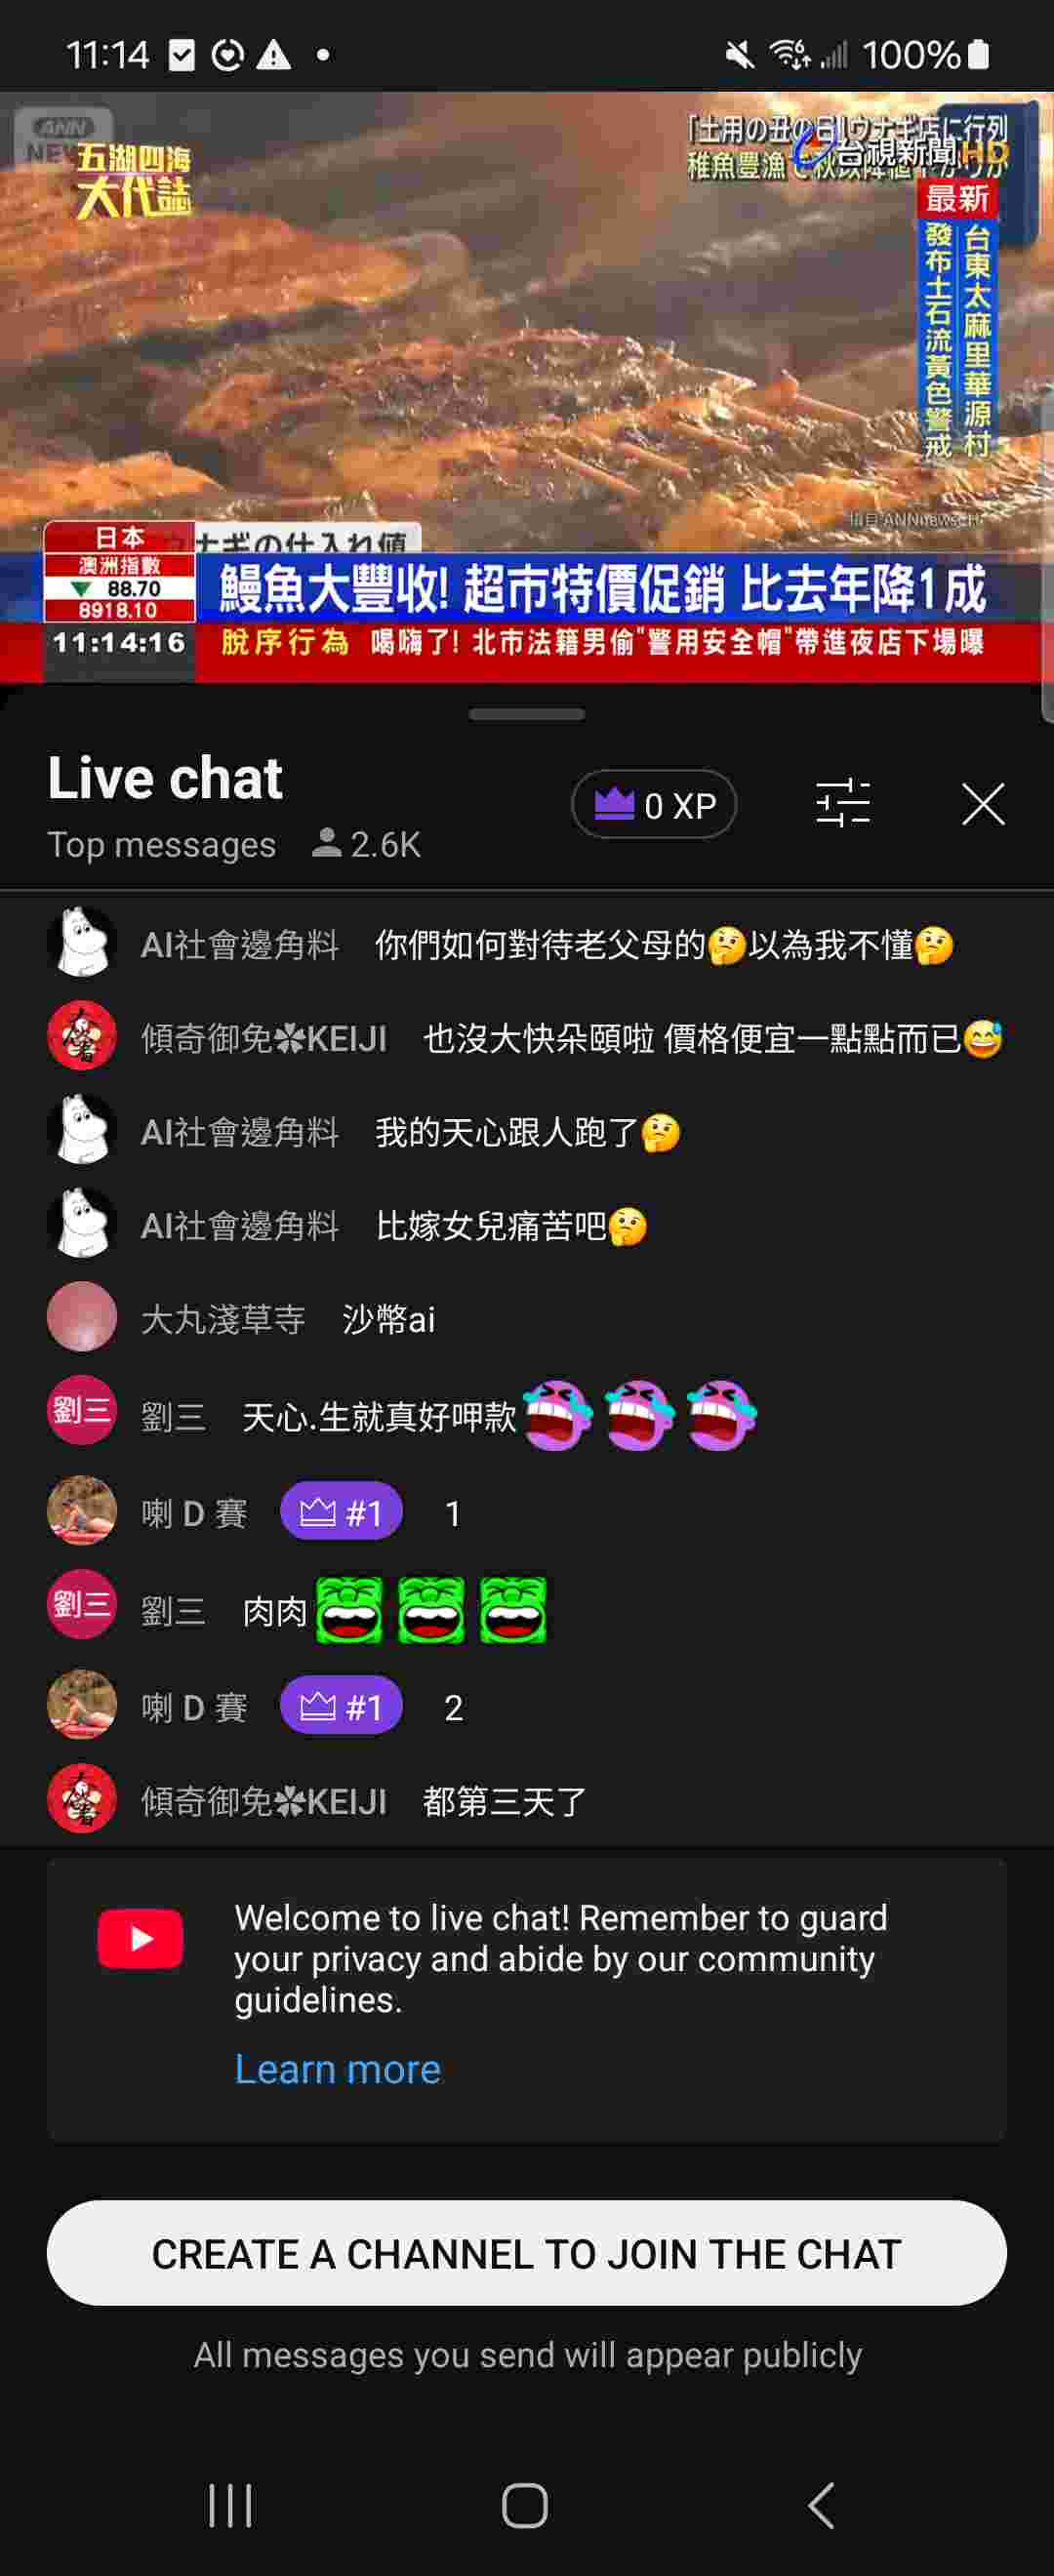 11:14
100%
ANN
NEW
五湖四海
大代誌
「土用の丑の日」ウナギ店に行列
稚魚豊漁で秋以降値下がりか
台視新聞HD
最新
台東太麻里華源村
發布土石流黃色警戒
ANNnewsCH
日本
ウナギの仕入れ値
澳洲指數
▼ 88.70
8918.10
鰻魚大豐收! 超市特價促銷 比去年降1成
11:14:16
脫序行為 喝嗨了! 北市法籍男偷"警用安全帽"帶進夜店下場曝
Live chat
0 XP
Top messages 2.6K
AI社會邊角料 你們如何對待老父母的🤔以為我不懂🤔
傾奇御免✽KEIJI 也沒大快朵頤啦 價格便宜一點點而已😅
AI社會邊角料 我的天心跟人跑了🤔
AI社會邊角料 比嫁女兒痛苦吧🤔
大丸淺草寺 沙幣ai
劉三 劉三 天心.生就真好呷款
喇 D 賽 #1 1
劉三 劉三 肉肉
喇 D 賽 #1 2
傾奇御免✽KEIJI 都第三天了
Welcome to live chat! Remember to guard
your privacy and abide by our community
guidelines.
Learn more
CREATE A CHANNEL TO JOIN THE CHAT
All messages you send will appear publicly